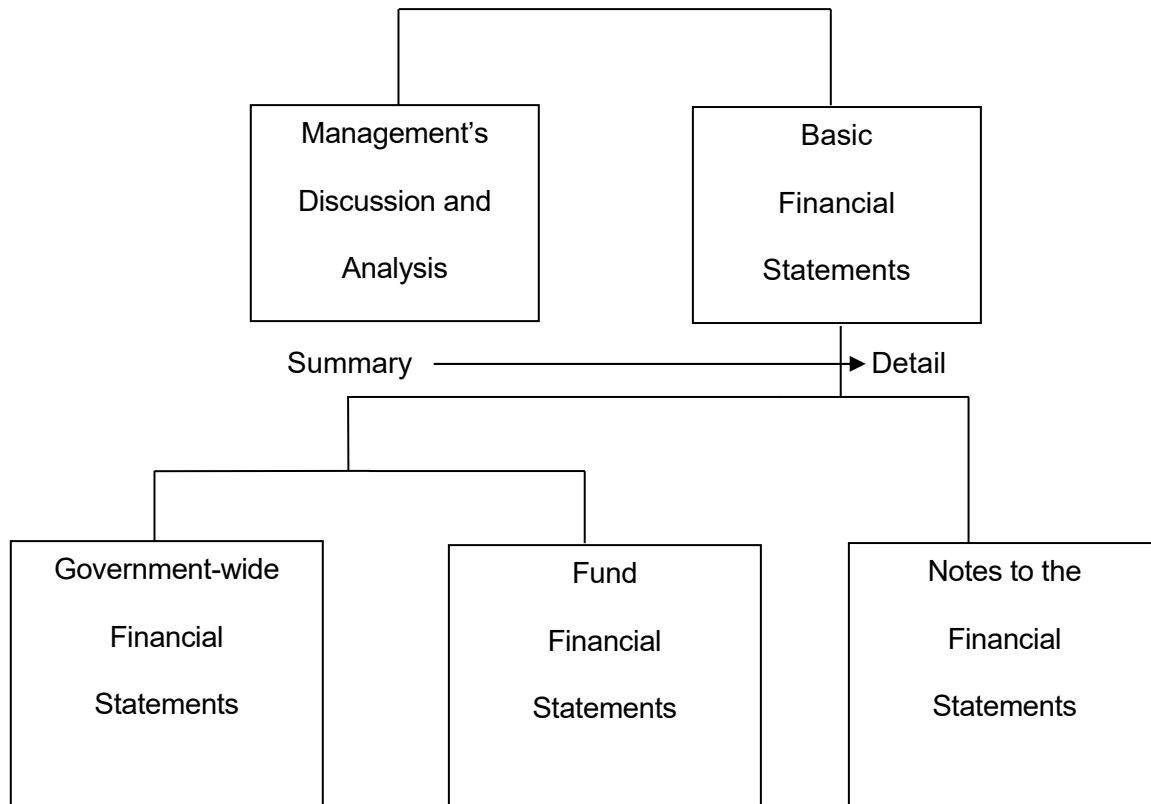 Management’s
Discussion and
Analysis
Basic
Financial
Statements
Summary
Detail
Government-wide
Financial
Statements
Fund
Financial
Statements
Notes to the
Financial
Statements